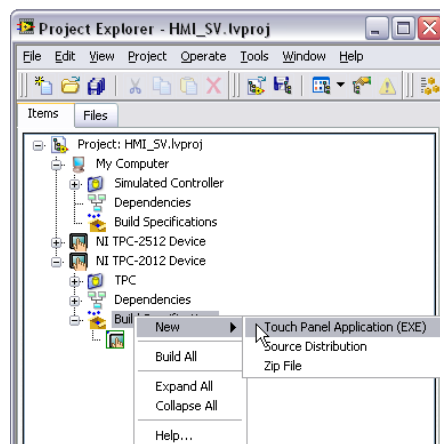 Project Explorer - HMI_SV.lvproj
File Edit View Project Operate Tools Window Help
Items Files
Project: HMI_SV.lvproj
My Computer
Simulated Controller
Dependencies
Build Specifications
NI TPC-2512 Device
NI TPC-2012 Device
TPC
Dependencies
New Touch Panel Application (EXE)
Source Distribution
Build All
Zip File
Expand All
Collapse All
Help...